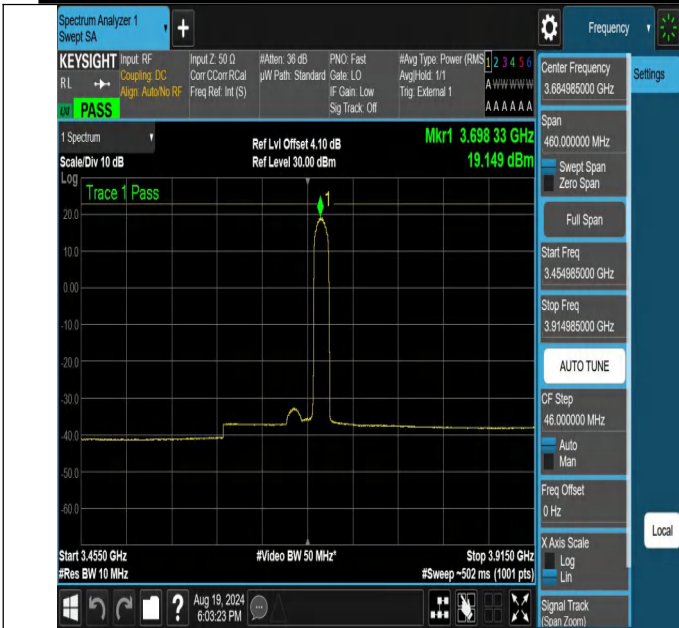 Spectrum Analyzer 1
Swept SA
+
Frequency
KEYSIGHT
RL
PASS
Input: RF
Coupling: DC
Align: Auto/No RF
Input Z: 50 Ω
Corr CCorr RCal
Freq Ref: Int (S)
#Atten: 36 dB
µW Path: Standard
PNO: Fast
Gate: LO
IF Gain: Low
Sig Track: Off
#Avg Type: Power (RMS
Avg|Hold: 1/1
Trig: External 1
1 2 3 4 5 6
A W W W W W
A A A A A A
Center Frequency
3.684985000 GHz
Settings
Span
460.000000 MHz
Swept Span
Zero Span
Full Span
Start Freq
3.454985000 GHz
Stop Freq
3.914985000 GHz
AUTO TUNE
CF Step
46.000000 MHz
Auto
Man
Freq Offset
0 Hz
X Axis Scale
Log
Lin
Signal Track
(Span Zoom)
Local
1 Spectrum
Scale/Div 10 dB
Ref Lvl Offset 4.10 dB
Ref Level 30.00 dBm
Mkr1 3.698 33 GHz
19.149 dBm
Log
Trace 1 Pass
1
20.0
10.0
0.00
-10.0
-20.0
-30.0
-40.0
-50.0
-60.0
Start 3.4550 GHz
#Res BW 10 MHz
#Video BW 50 MHz*
Stop 3.9150 GHz
#Sweep ~502 ms (1001 pts)
?
Aug 19, 2024
6:03:23 PM